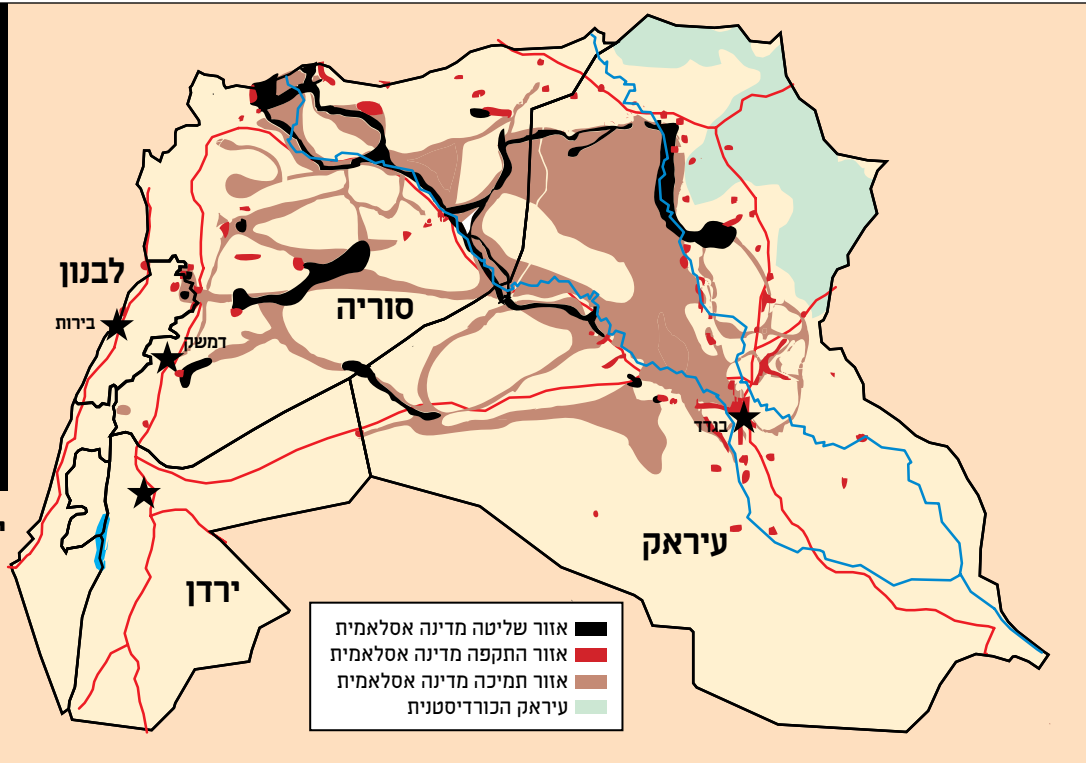 לבנון
בירות
דמשק
סוריה
בגדד
עיראק
ירדן
אזור שליטה מדינה אסלאמית
אזור התקפה מדינה אסלאמית
אזור תמיכה מדינה אסלאמית
עיראק הכורדיסטנית